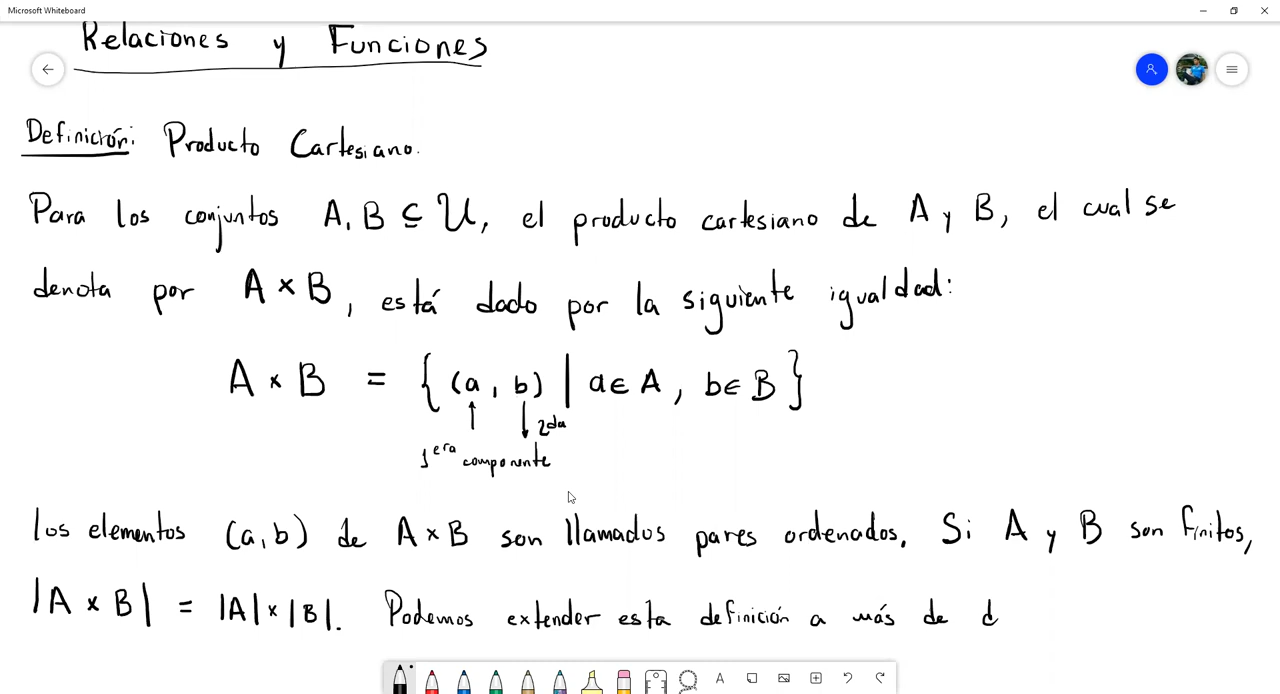 Microsoft Whiteboard
Relaciones y Funciones
Definición: Producto Cartesiano.
Para los conjuntos A, B ⊆ U, el producto cartesiano de A y B, el cual se
denota por A × B, está dado por la siguiente igualdad:
A × B = { (a, b) | a ∈ A, b ∈ B }
2da
1era componente
los elementos (a, b) de A × B son llamados pares ordenados. Si A y B son finitos,
|A × B| = |A| × |B|. Podemos extender esta definición a más de d
A